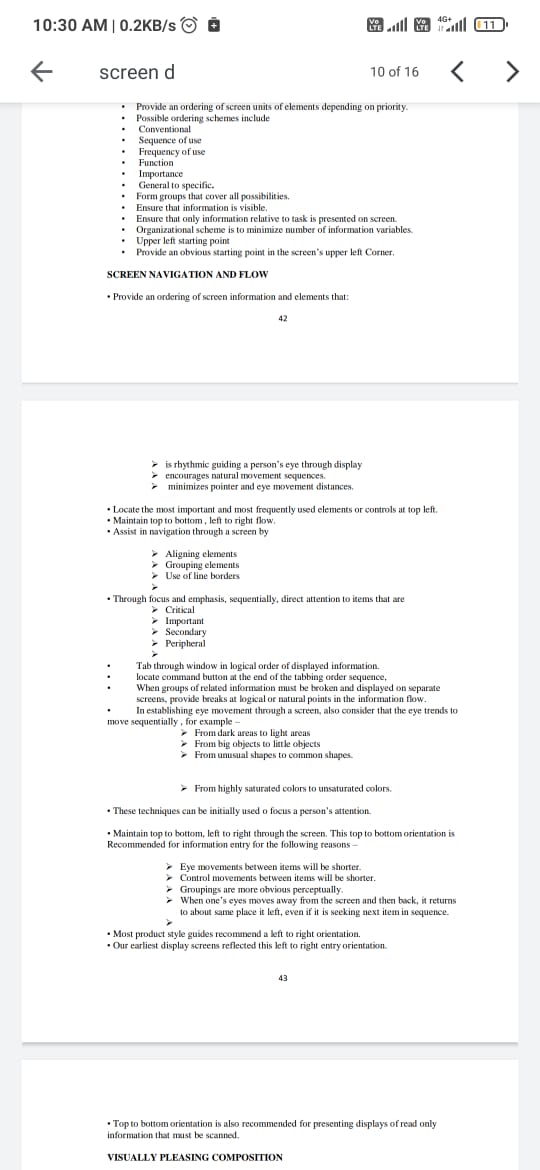 10:30 AM | 0.2KB/s
Vo LTE Vo LTE 4G+ 11
screen d 10 of 16
• Provide an ordering of screen units of elements depending on priority.
• Possible ordering schemes include
• Conventional
• Sequence of use
• Frequency of use
• Function
• Importance
• General to specific.
• Form groups that cover all possibilities.
• Ensure that information is visible.
• Ensure that only information relative to task is presented on screen.
• Organizational scheme is to minimize number of information variables.
• Upper left starting point
• Provide an obvious starting point in the screen's upper left Corner.
SCREEN NAVIGATION AND FLOW
• Provide an ordering of screen information and elements that:
42
➢ is rhythmic guiding a person's eye through display
➢ encourages natural movement sequences.
➢ minimizes pointer and eye movement distances.
• Locate the most important and most frequently used elements or controls at top left.
• Maintain top to bottom , left to right flow.
• Assist in navigation through a screen by
➢ Aligning elements
➢ Grouping elements
➢ Use of line borders
➢
• Through focus and emphasis, sequentially, direct attention to items that are
➢ Critical
➢ Important
➢ Secondary
➢ Peripheral
➢
• Tab through window in logical order of displayed information.
• locate command button at the end of the tabbing order sequence,
• When groups of related information must be broken and displayed on separate
screens, provide breaks at logical or natural points in the information flow.
• In establishing eye movement through a screen, also consider that the eye trends to
move sequentially , for example –
➢ From dark areas to light areas
➢ From big objects to little objects
➢ From unusual shapes to common shapes.
➢ From highly saturated colors to unsaturated colors.
• These techniques can be initially used o focus a person's attention.
• Maintain top to bottom, left to right through the screen. This top to bottom orientation is
Recommended for information entry for the following reasons –
➢ Eye movements between items will be shorter.
➢ Control movements between items will be shorter.
➢ Groupings are more obvious perceptually.
➢ When one's eyes moves away from the screen and then back, it returns
to about same place it left, even if it is seeking next item in sequence.
➢
• Most product style guides recommend a left to right orientation.
• Our earliest display screens reflected this left to right entry orientation.
43
• Top to bottom orientation is also recommended for presenting displays of read only
information that must be scanned.
VISUALLY PLEASING COMPOSITION